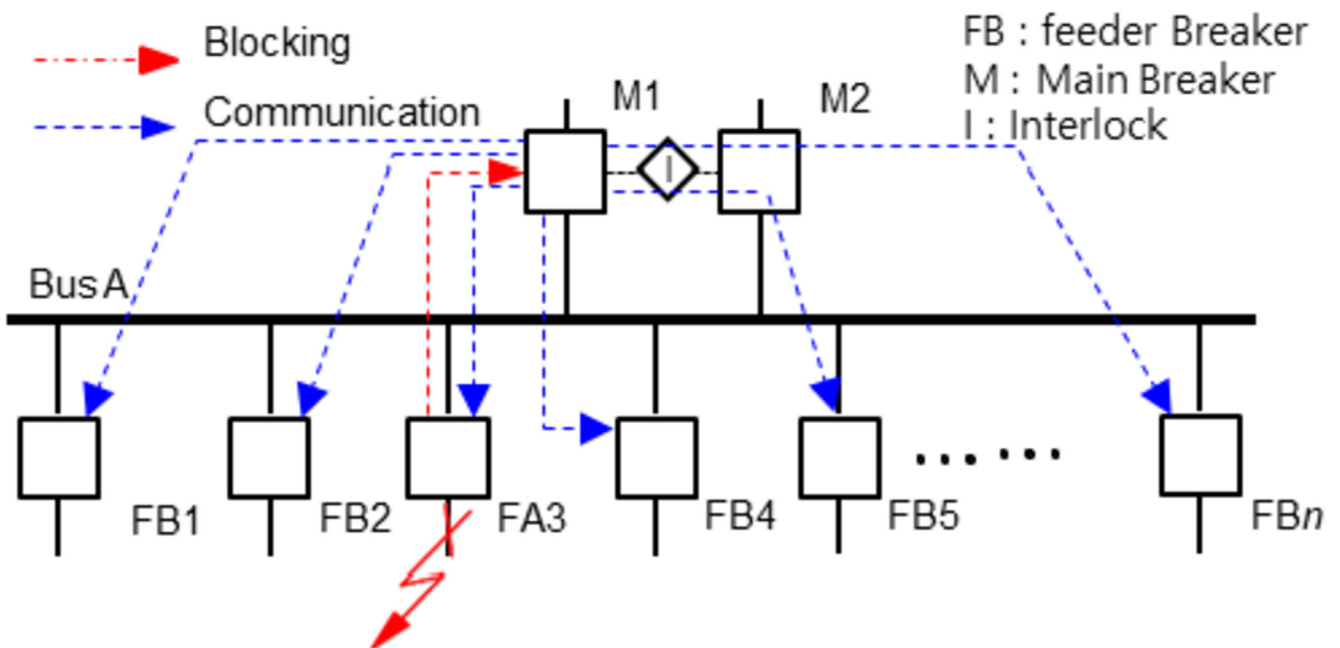 Blocking
Communication
FB : feeder Breaker
M : Main Breaker
I : Interlock
M1
M2
I
Bus A
FB1
FB2
FA3
FB4
FB5
FBn